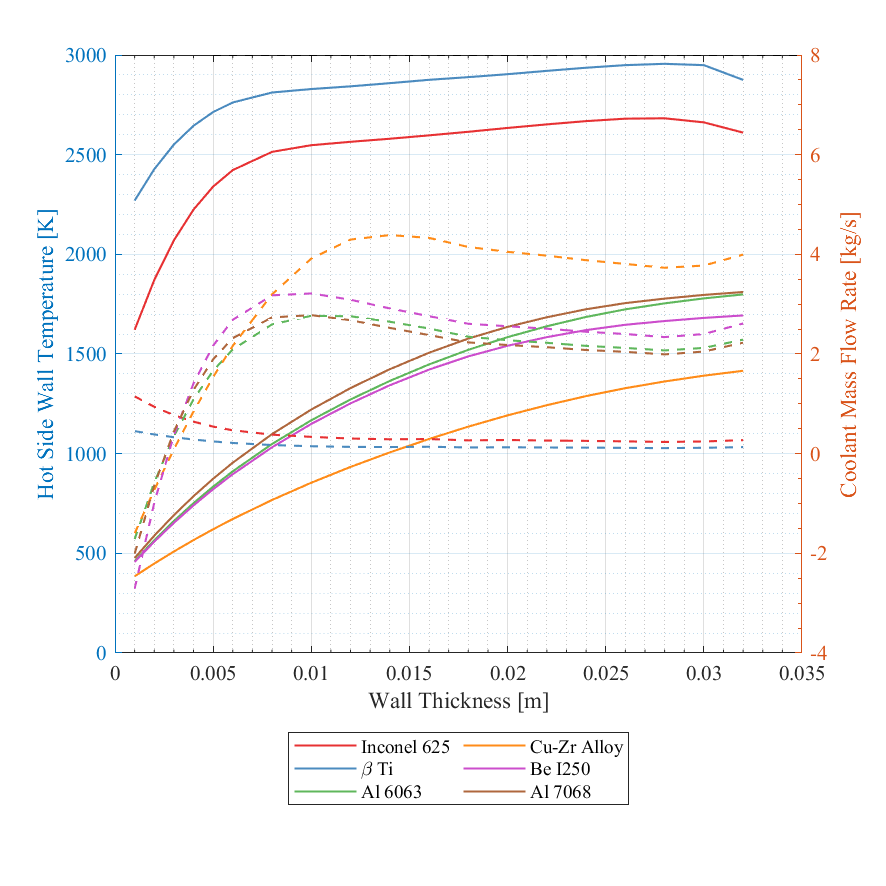 3000
2500
2000
1500
1000
500
0
Hot Side Wall Temperature [K]
8
6
4
2
0
-2
-4
Coolant Mass Flow Rate [kg/s]
0 0.005 0.01 0.015 0.02 0.025 0.03 0.035
Wall Thickness [m]
Inconel 625 Cu-Zr Alloy
β Ti Be I250
Al 6063 Al 7068